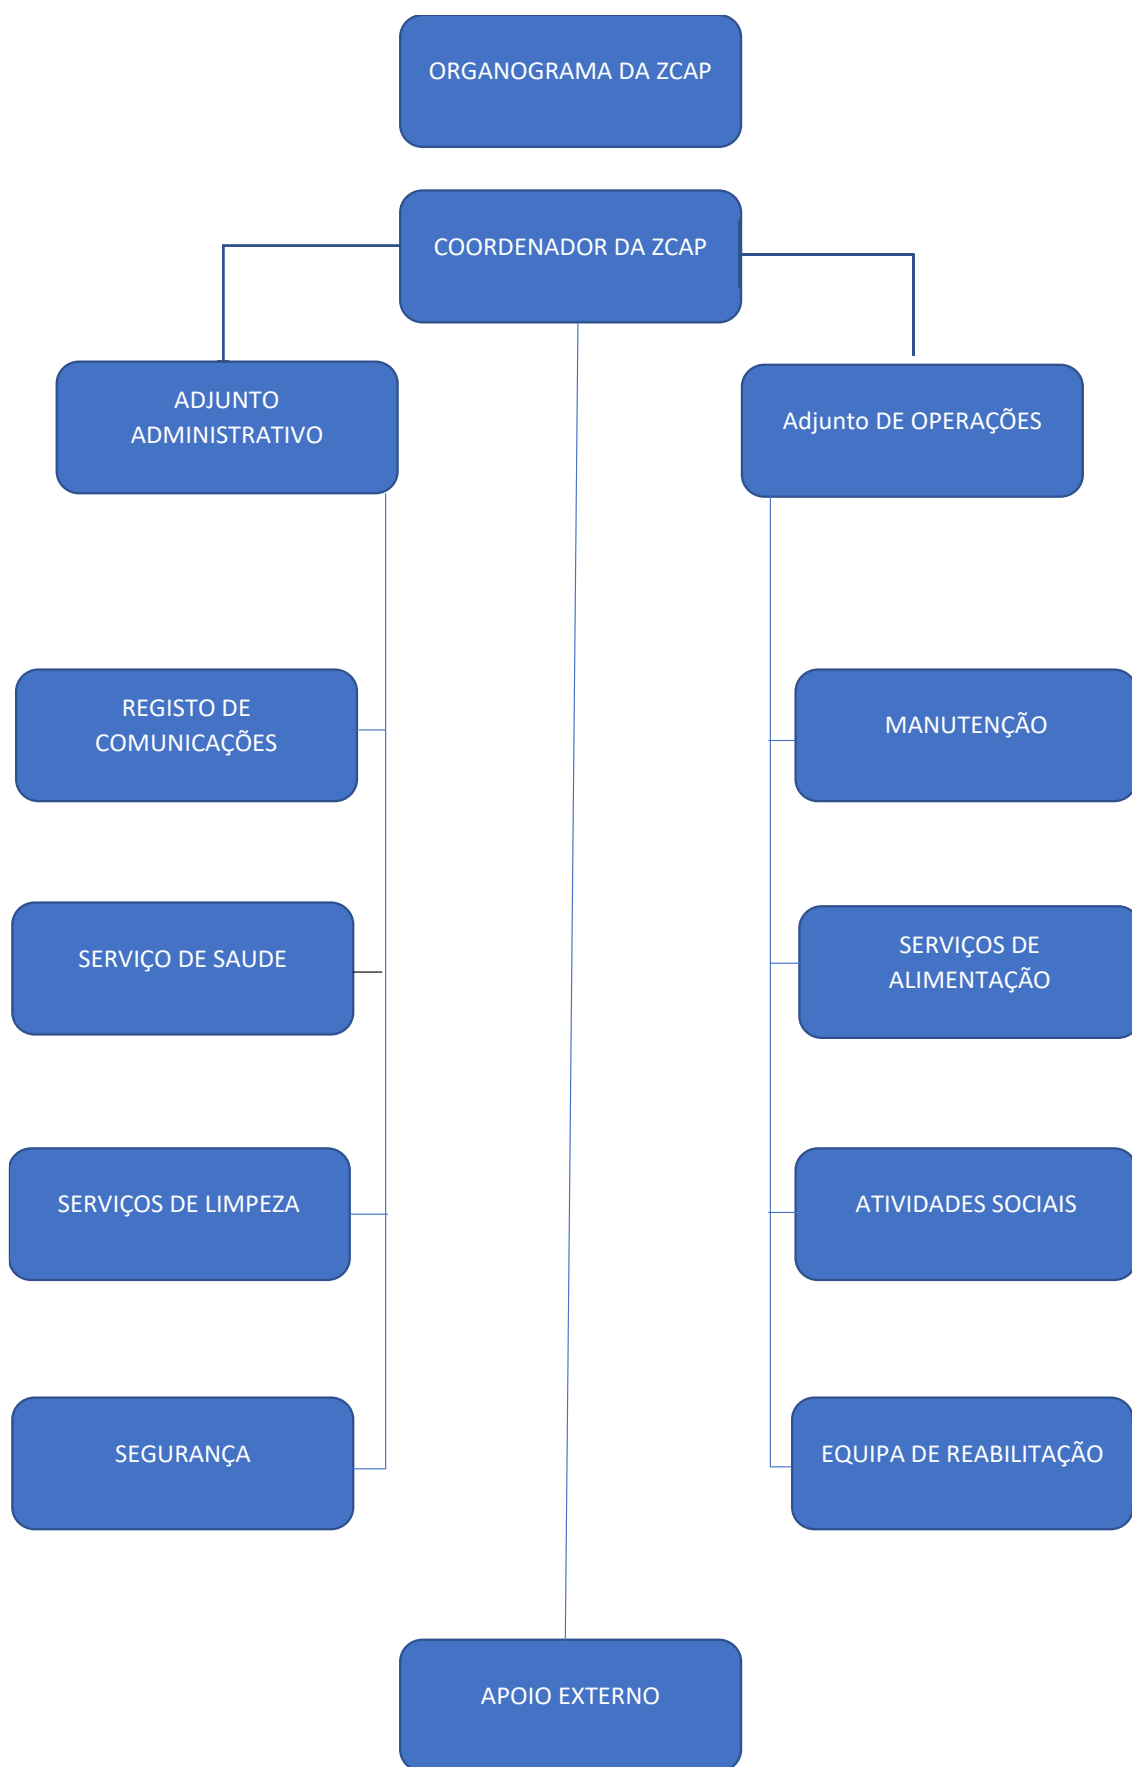 ORGANOGRAMA DA ZCAP
COORDENADOR DA ZCAP
ADJUNTO
ADMINISTRATIVO
Adjunto DE OPERAÇÕES
REGISTO DE
COMUNICAÇÕES
MANUTENÇÃO
SERVIÇO DE SAUDE
SERVIÇOS DE
ALIMENTAÇÃO
SERVIÇOS DE LIMPEZA
ATIVIDADES SOCIAIS
SEGURANÇA
EQUIPA DE REABILITAÇÃO
APOIO EXTERNO